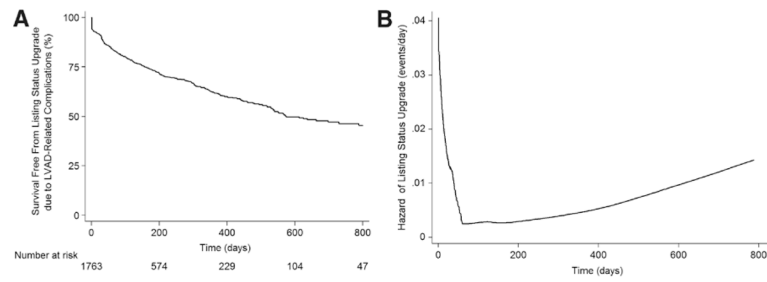 A
Survival Free From Listing Status Upgrade
due to LVAD-Related Complications (%)
100
75
50
25
0
0 200 400 600 800
Time (days)
Number at risk
1763 574 229 104 47
B
Hazard of Listing Status Upgrade (events/day)
.04
.03
.02
.01
0
0 200 400 600 800
Time (days)